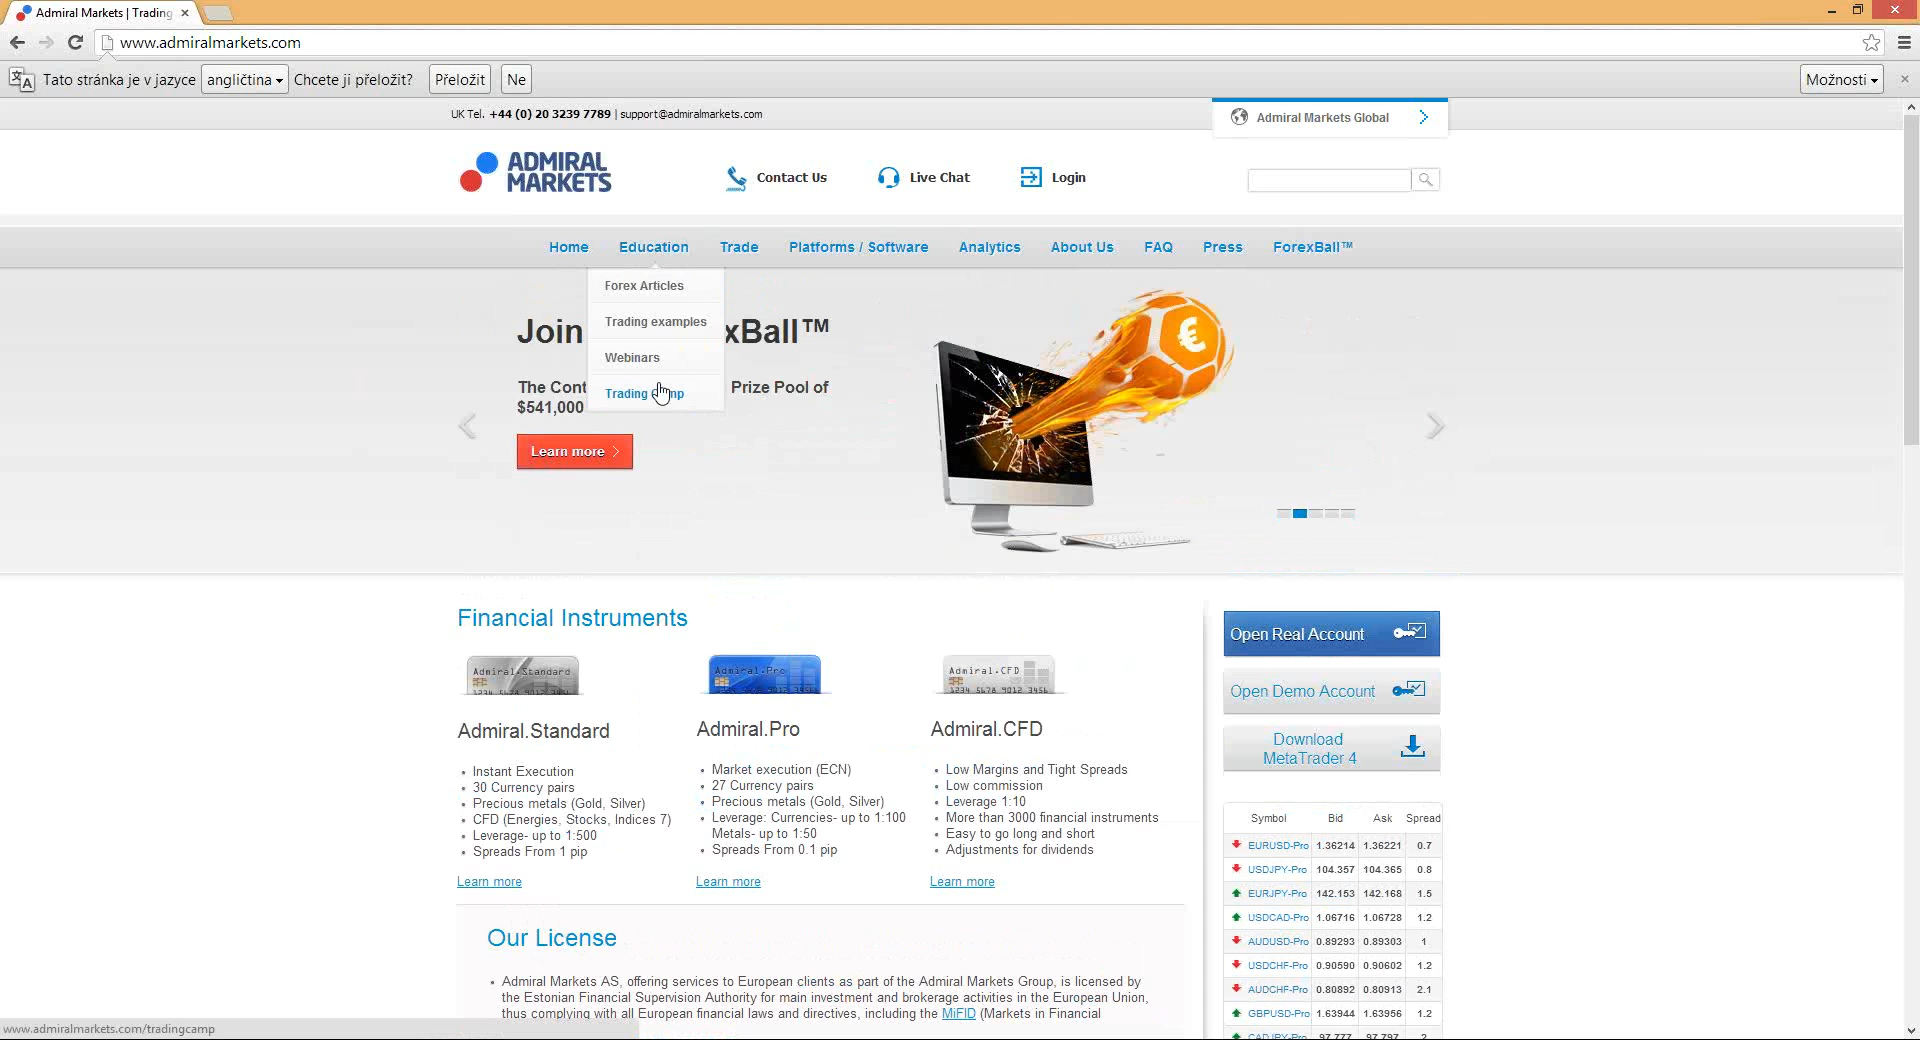 Admiral Markets | Trading
www.admiralmarkets.com
Tato stránka je v jazyce angličtina Chcete ji přeložit? Přeložit Ne Možnosti
UK Tel. +44 (0) 20 3239 7789 | support@admiralmarkets.com
Admiral Markets Global
ADMIRAL
MARKETS
Contact Us Live Chat Login
Home Education Trade Platforms / Software Analytics About Us FAQ Press ForexBall™
Forex Articles
Trading examples
Webinars
Trading
Join xBall™
The Prize Pool of
$541,000
Learn more
€
Financial Instruments
Admiral.Standard
Admiral.Pro
Admiral.CFD
Admiral.Standard
Instant Execution
30 Currency pairs
Precious metals (Gold, Silver)
CFD (Energies, Stocks, Indices 7)
Leverage- up to 1:500
Spreads From 1 pip
Learn more
Admiral.Pro
Market execution (ECN)
27 Currency pairs
Precious metals (Gold, Silver)
Leverage: Currencies- up to 1:100
Metals- up to 1:50
Spreads From 0.1 pip
Learn more
Admiral.CFD
Low Margins and Tight Spreads
Low commission
Leverage 1:10
More than 3000 financial instruments
Easy to go long and short
Adjustments for dividends
Learn more
Our License
Admiral Markets AS, offering services to European clients as part of the Admiral Markets Group, is licensed by
the Estonian Financial Supervision Authority for main investment and brokerage activities in the European Union,
thus complying with all European financial laws and directives, including the MiFID (Markets in Financial
Open Real Account
Open Demo Account
Download
MetaTrader 4
Symbol Bid Ask Spread
EURUSD-Pro 1.36214 1.36221 0.7
USDJPY-Pro 104.357 104.365 0.8
EURJPY-Pro 142.153 142.168 1.5
USDCAD-Pro 1.06716 1.06728 1.2
AUDUSD-Pro 0.89293 0.89303 1
USDCHF-Pro 0.90590 0.90602 1.2
AUDCHF-Pro 0.80892 0.80913 2.1
GBPUSD-Pro 1.63944 1.63956 1.2
CADJPY-Pro 97.777 97.797 2
www.admiralmarkets.com/tradingcamp